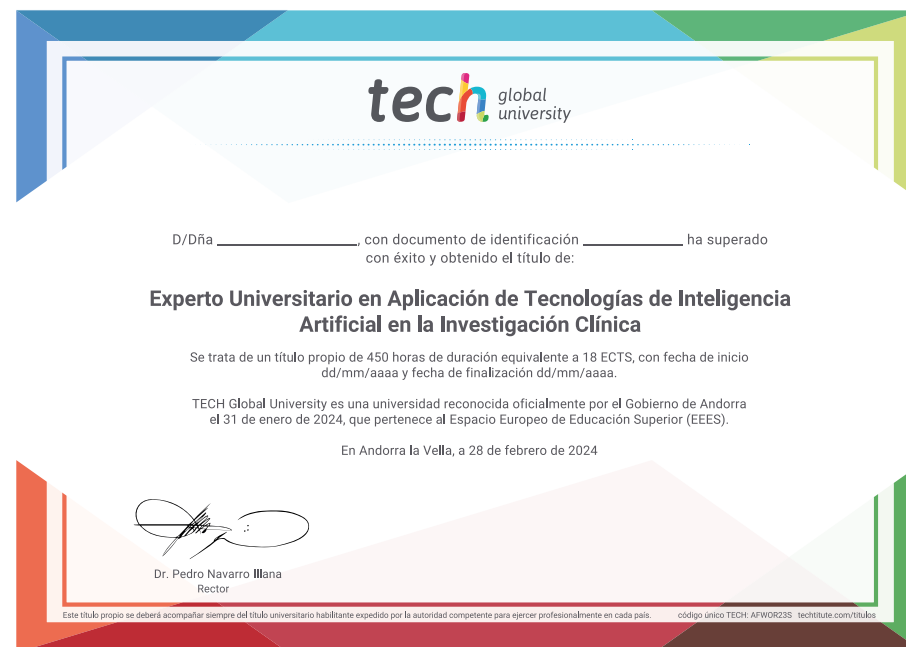 tech global university
D/Dña ______________, con documento de identificación __________ ha superado
con éxito y obtenido el título de:
Experto Universitario en Aplicación de Tecnologías de Inteligencia
Artificial en la Investigación Clínica
Se trata de un título propio de 450 horas de duración equivalente a 18 ECTS, con fecha de inicio
dd/mm/aaaa y fecha de finalización dd/mm/aaaa.
TECH Global University es una universidad reconocida oficialmente por el Gobierno de Andorra
el 31 de enero de 2024, que pertenece al Espacio Europeo de Educación Superior (EEES).
En Andorra la Vella, a 28 de febrero de 2024
Dr. Pedro Navarro Illana
Rector
Este título propio se deberá acompañar siempre del título universitario habilitante expedido por la autoridad competente para ejercer profesionalmente en cada país. código único TECH: AFWOR23S techtitute.com/titulos